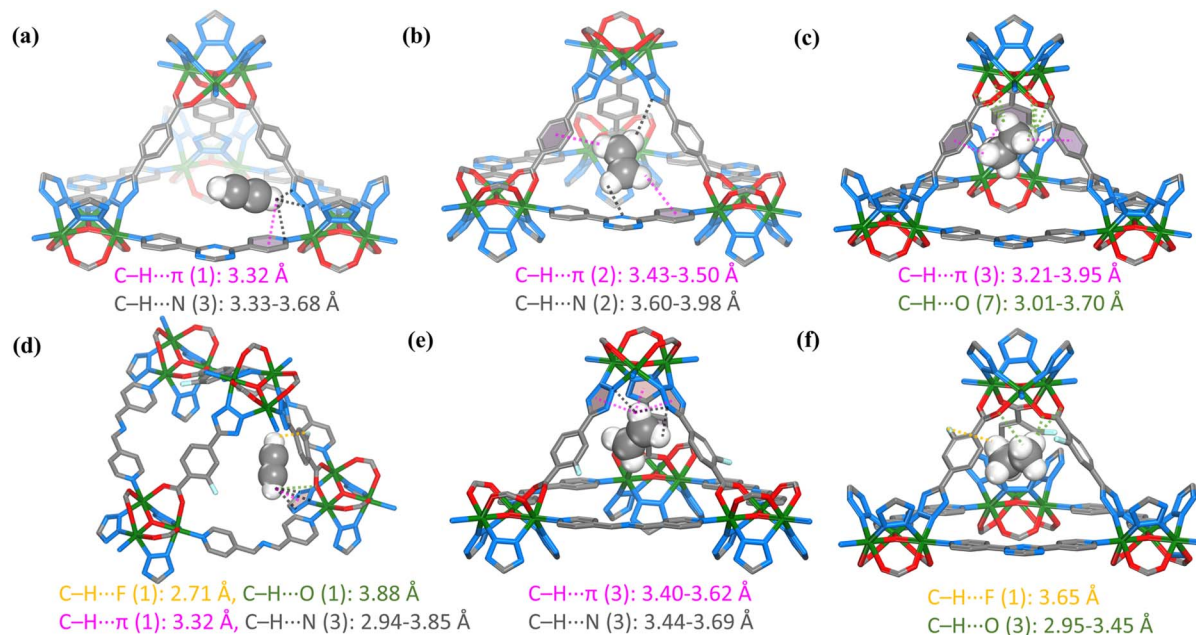 (a)
(b)
(c)
C–H···π (1): 3.32 Å
C–H···N (3): 3.33-3.68 Å
C–H···π (2): 3.43-3.50 Å
C–H···N (2): 3.60-3.98 Å
C–H···π (3): 3.21-3.95 Å
C–H···O (7): 3.01-3.70 Å
(d)
(e)
(f)
C–H···F (1): 2.71 Å, C–H···O (1): 3.88 Å
C–H···π (1): 3.32 Å, C–H···N (3): 2.94-3.85 Å
C–H···π (3): 3.40-3.62 Å
C–H···N (3): 3.44-3.69 Å
C–H···F (1): 3.65 Å
C–H···O (3): 2.95-3.45 Å